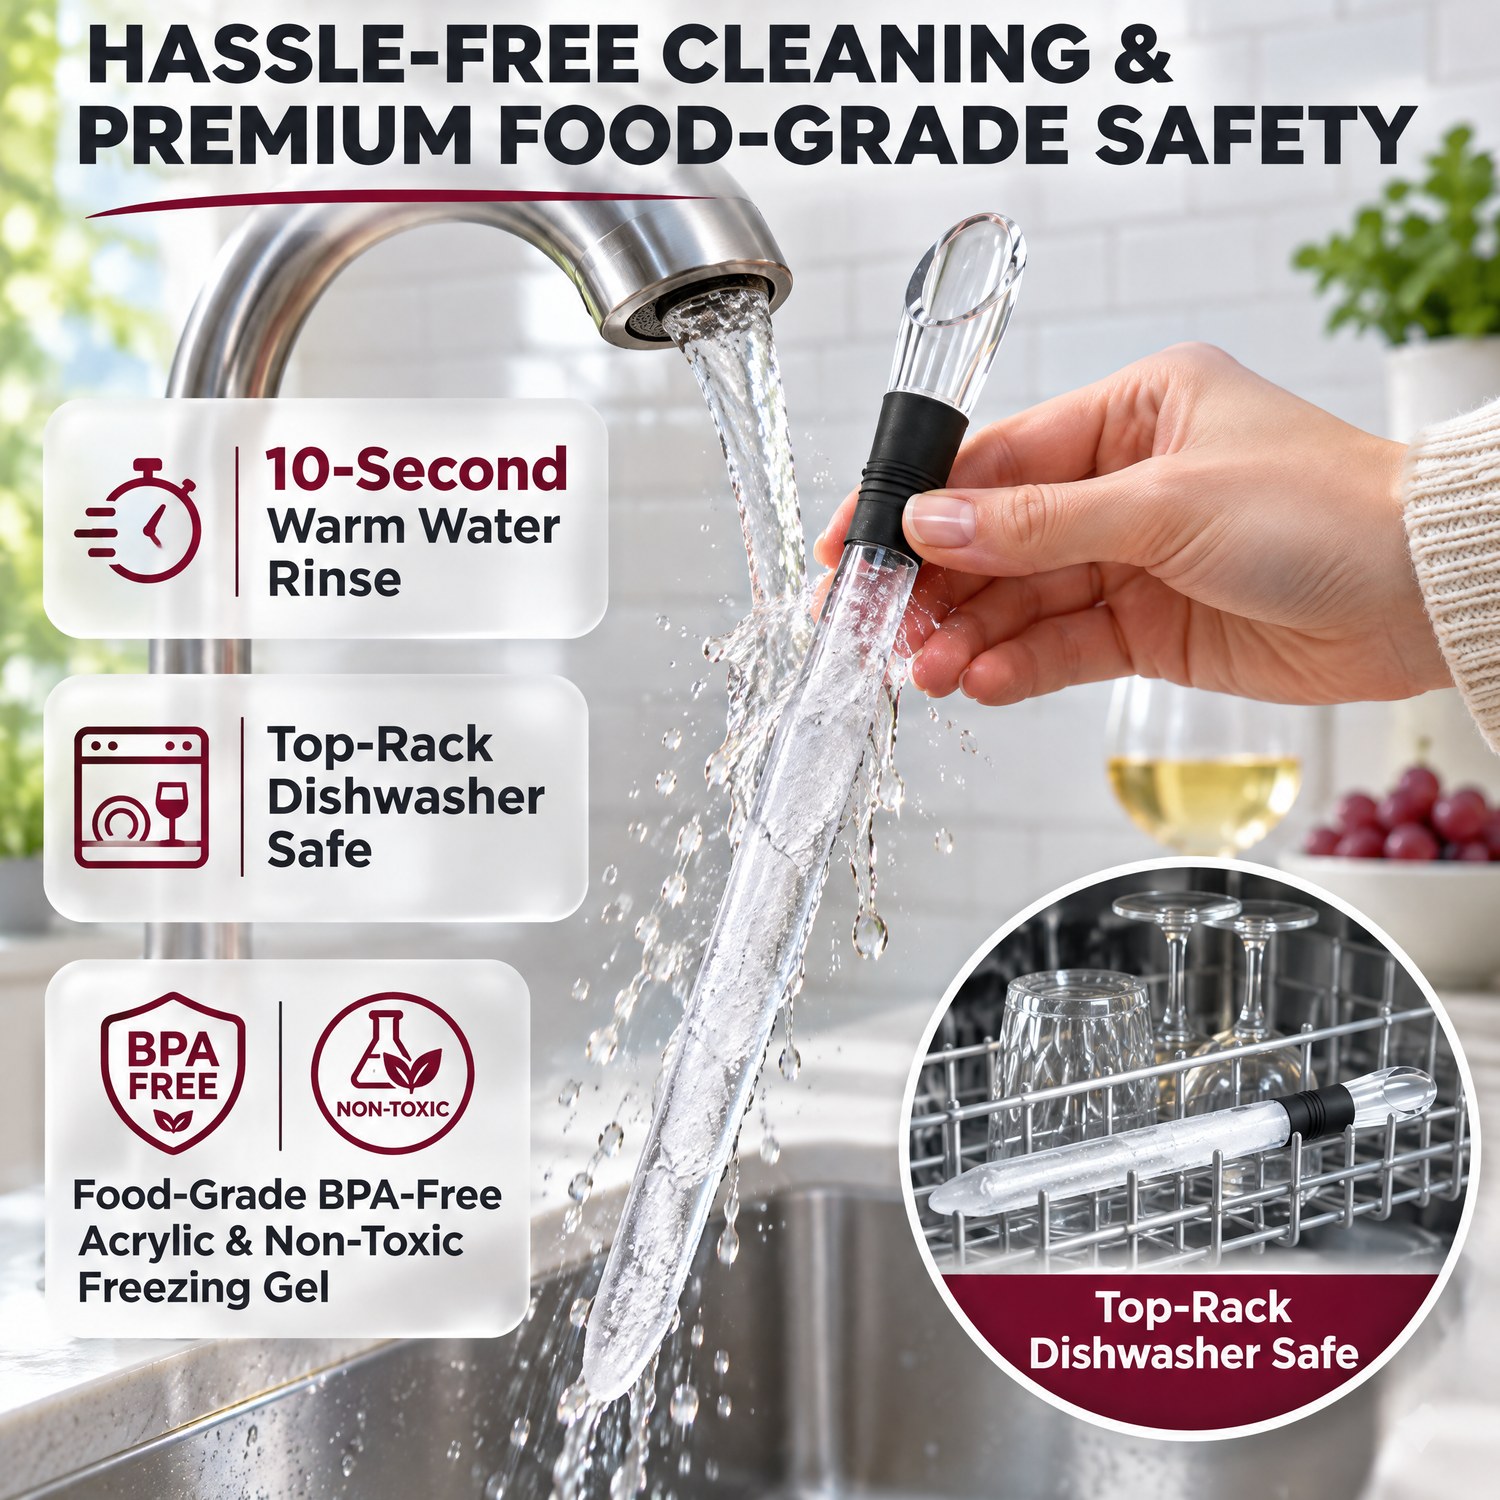 HASSLE-FREE CLEANING &
PREMIUM FOOD-GRADE SAFETY
10-Second
Warm Water
Rinse
Top-Rack
Dishwasher
Safe
BPA
FREE
NON-TOXIC
Food-Grade BPA-Free
Acrylic & Non-Toxic
Freezing Gel
Top-Rack
Dishwasher Safe